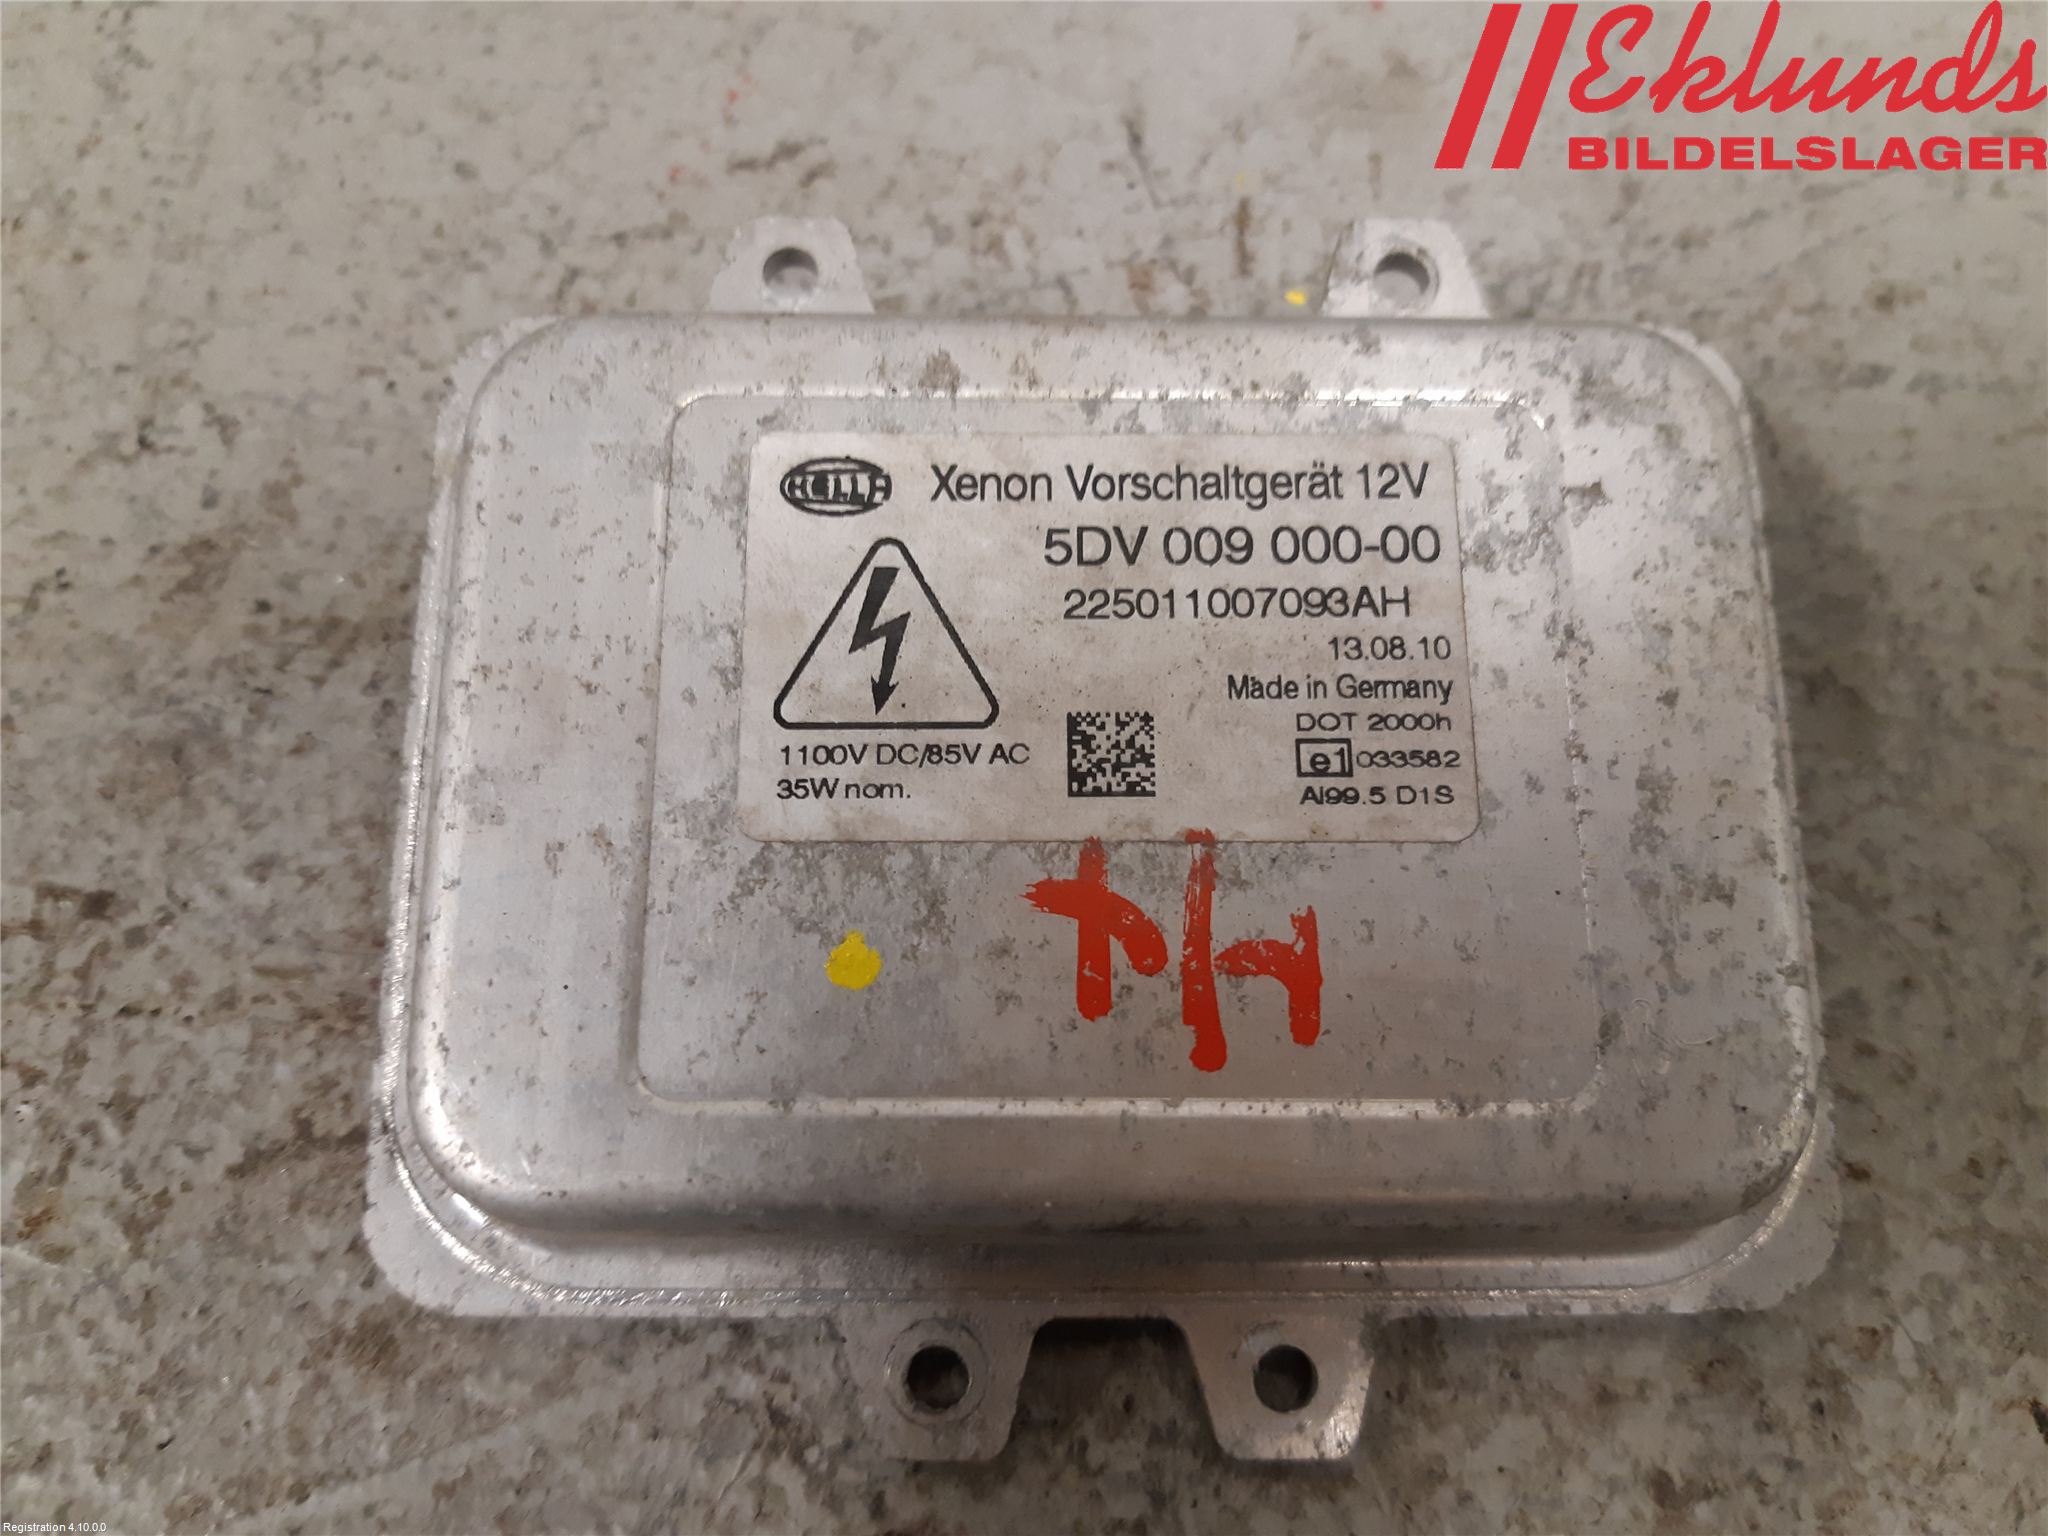 Eklunds
BILDELSLAGER
HELLA Xenon Vorschaltgerät 12V
5DV 009 000-00
225011007093AH
13.08.10
Made in Germany
DOT 2000h
e1 033582
Al99.5 D1S
1100V DC/85V AC
35W nom.
Registration 4.10.0.0